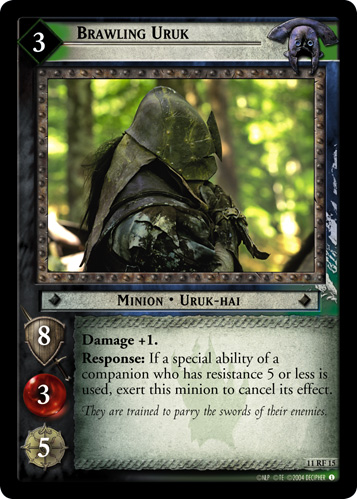 3
Brawling Uruk
Minion • Uruk-hai
8
3
5
Damage +1.
Response: If a special ability of a
companion who has resistance 5 or less is
used, exert this minion to cancel its effect.
They are trained to parry the swords of their enemies.
11 RF 15
©NLP ©TE ©2004 DECIPHER